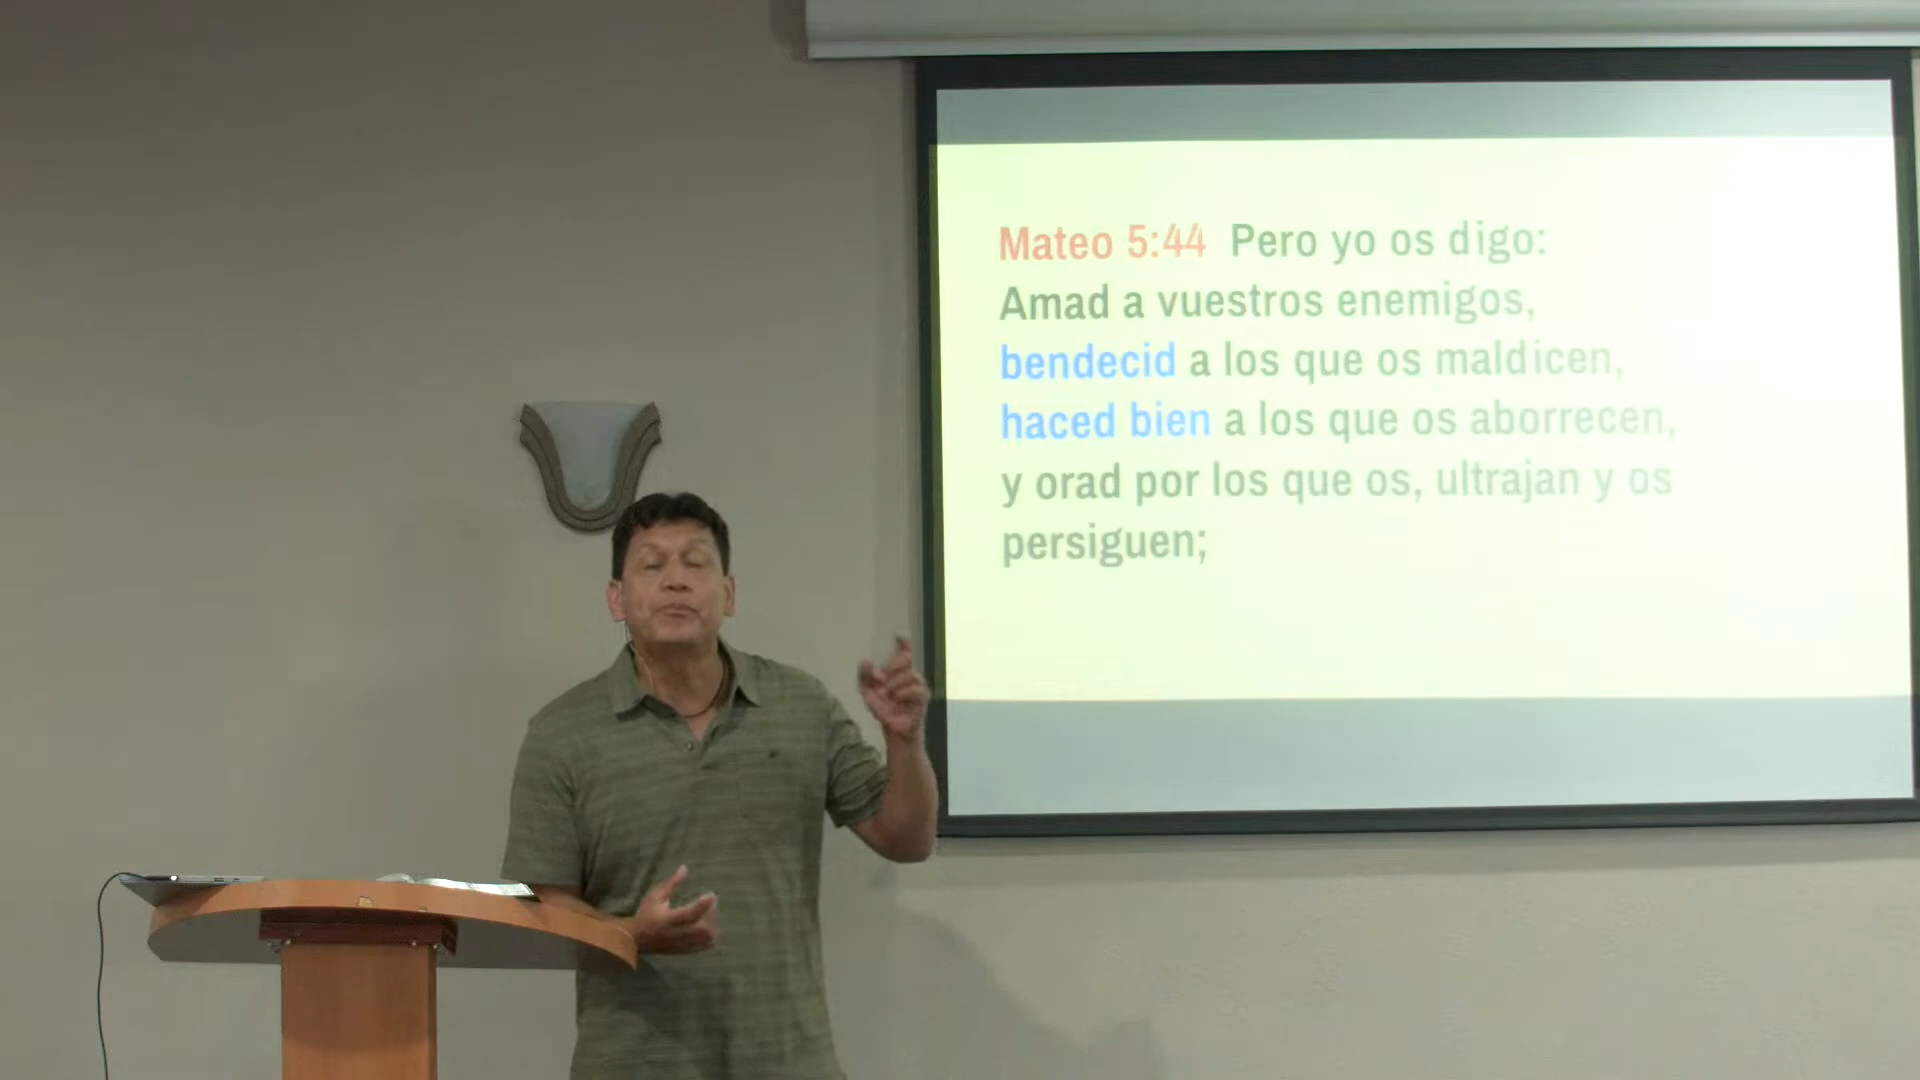 Mateo 5:44 Pero yo os digo:
Amad a vuestros enemigos,
bendecid a los que os maldicen,
haced bien a los que os aborrecen,
y orad por los que os, ultrajan y os
persiguen;